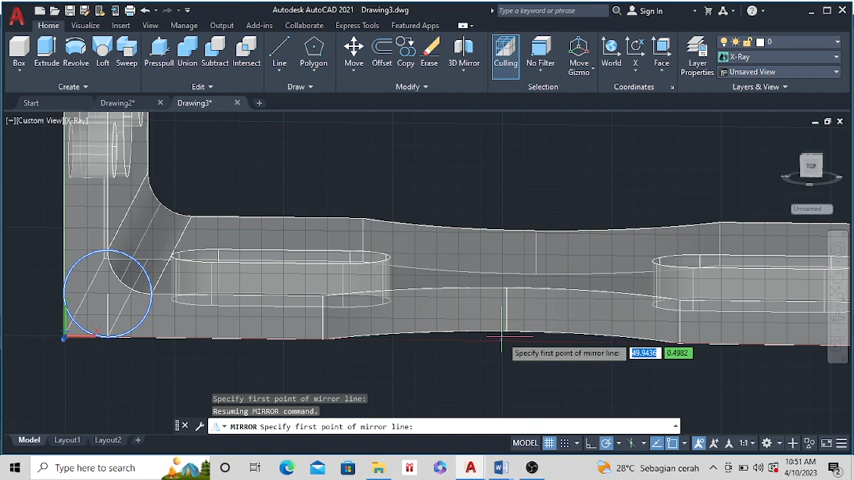 Autodesk AutoCAD 2021 Drawing3.dwg
Type a keyword or phrase
Sign In
Home Insert Annotate View Manage Output Add-ins Collaborate Express Tools Featured Apps
Box Extrude Revolve Loft Sweep Presspull Union Subtract Intersect Line Polygon Move Offset Copy Erase 3D Mirror Culling No Filter Move Gizmo World X Face Layer Properties
0
X-Ray
Unsaved View
Create Edit Draw Modify Selection Coordinates Layers & View
Start Drawing2* Drawing3*
[−][Custom View][X-Ray]
TOP
Unnamed
Specify first point of mirror line: 49.9436 0.4982
Specify first point of mirror line:
Resuming MIRROR command.
MIRROR Specify first point of mirror line:
Model Layout1 Layout2
MODEL 1:1
Type here to search
28°C Sebagian cerah
10:51 AM
4/10/2023
2